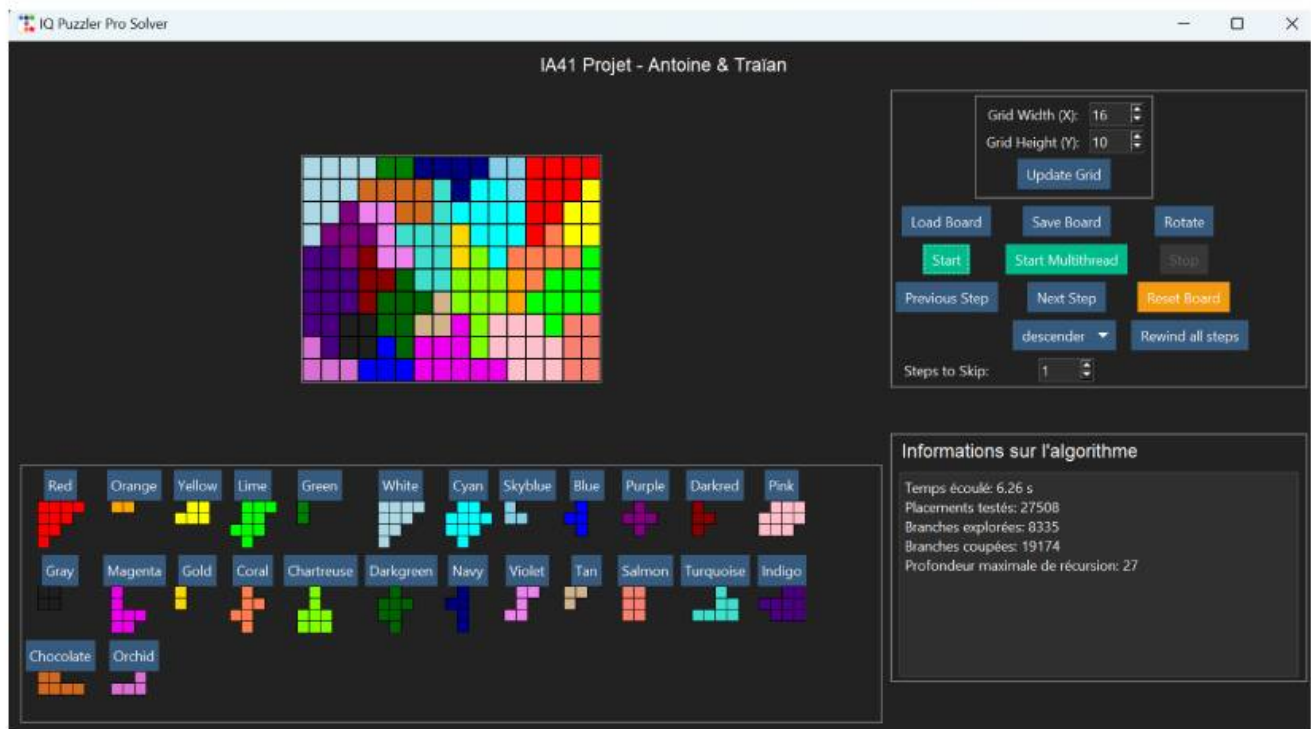 IQ Puzzler Pro Solver
IA41 Projet - Antoine & Traïan
Grid Width (X): 16
Grid Height (Y): 10
Update Grid
Load Board Save Board Rotate
Start Start Multithread Stop
Previous Step Next Step Reset Board
descender Rewind all steps
Steps to Skip: 1
Informations sur l'algorithme
Temps écoulé: 6.26 s
Placements testés: 27508
Branches explorées: 8335
Branches coupées: 19174
Profondeur maximale de récursion: 27
Red Orange Yellow Lime Green White Cyan Skyblue Blue Purple Darkred Pink
Gray Magenta Gold Coral Chartreuse Darkgreen Navy Violet Tan Salmon Turquoise Indigo
Chocolate Orchid